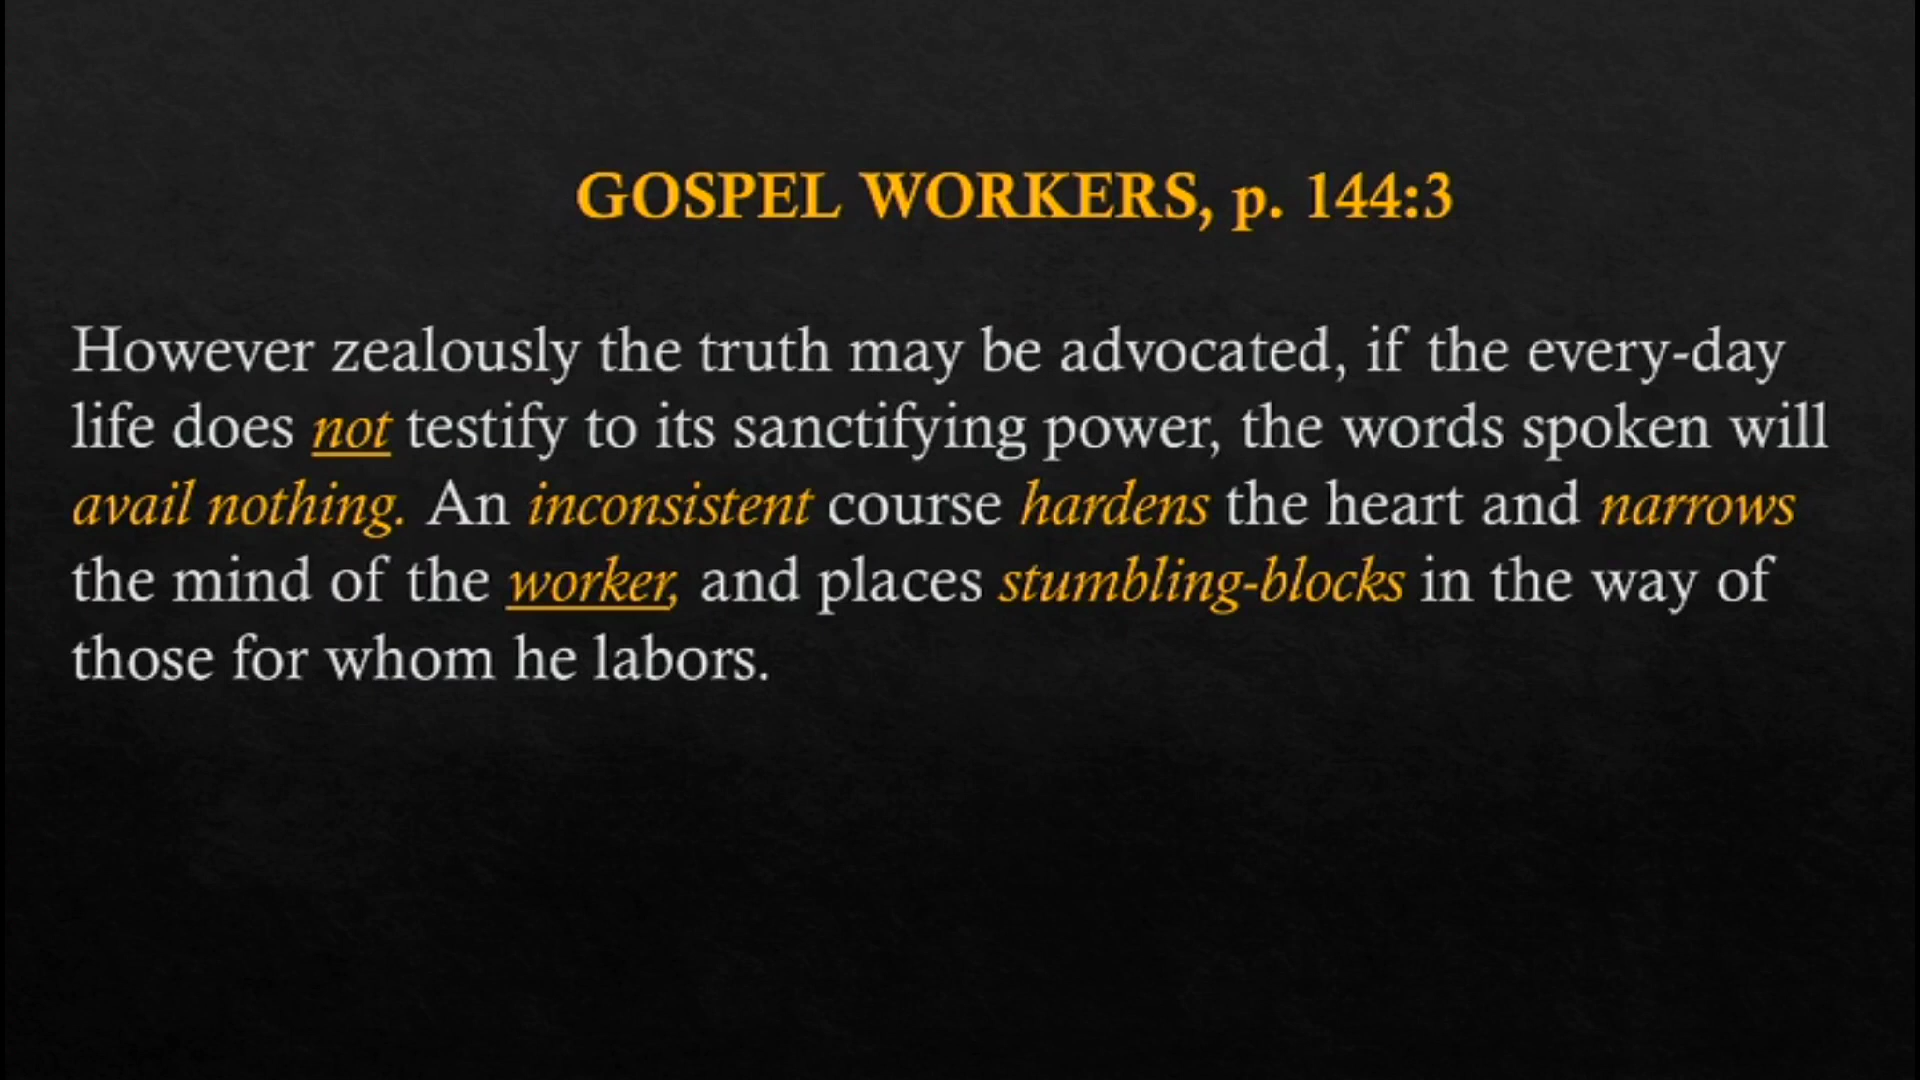 GOSPEL WORKERS, p. 144:3
However zealously the truth may be advocated, if the every-day
life does not testify to its sanctifying power, the words spoken will
avail nothing. An inconsistent course hardens the heart and narrows
the mind of the worker, and places stumbling-blocks in the way of
those for whom he labors.